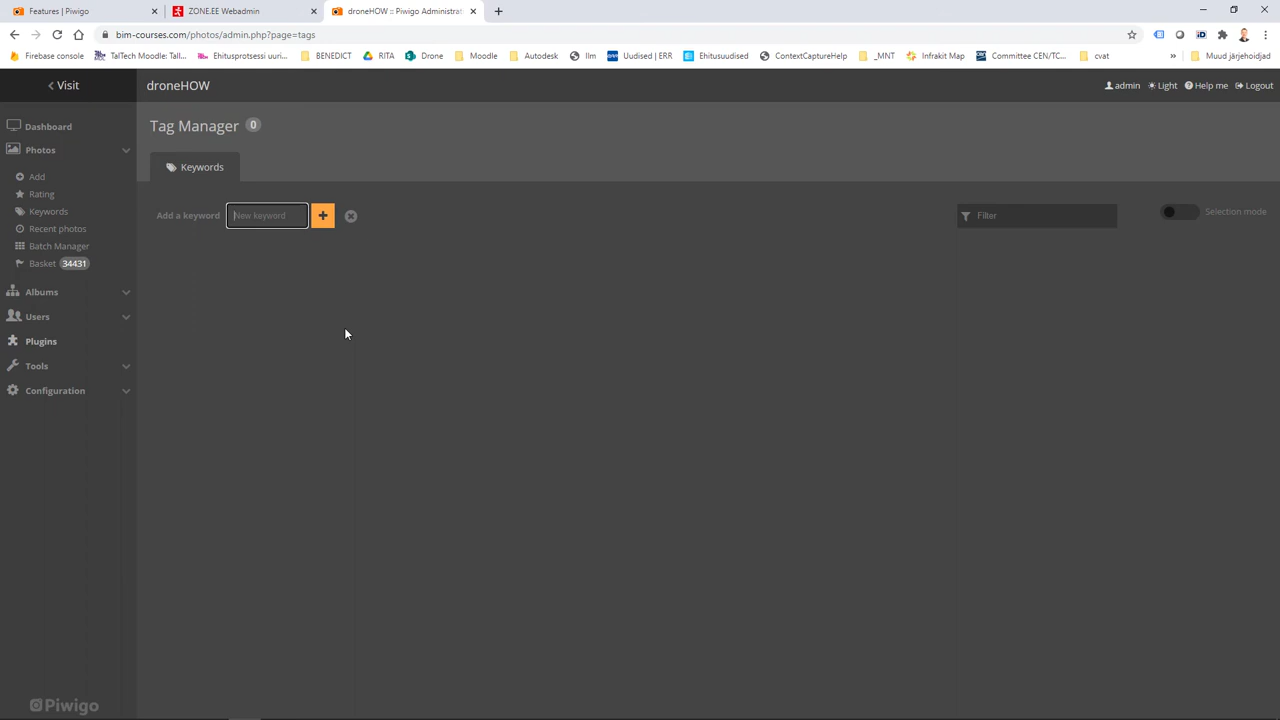 Features | Piwigo
ZONE.EE Webadmin
droneHOW :: Piwigo Administrat
bim-courses.com/photos/admin.php?page=tags
Firebase console
TalTech Moodle: Tall...
Ehitusprotsessi uuri...
BENEDICT
RITA
Drone
Moodle
Autodesk
Ilm
Uudised | ERR
Ehitusuudised
ContextCaptureHelp
_MNT
Infrakit Map
Committee CEN/TC...
cvat
»
Muud järjehoidjad
Visit
droneHOW
admin
Light
Help me
Logout
Dashboard
Photos
Add
Rating
Keywords
Recent photos
Batch Manager
Basket 34431
Albums
Users
Plugins
Tools
Configuration
Tag Manager 0
Keywords
Add a keyword
New keyword
Filter
Selection mode
Piwigo